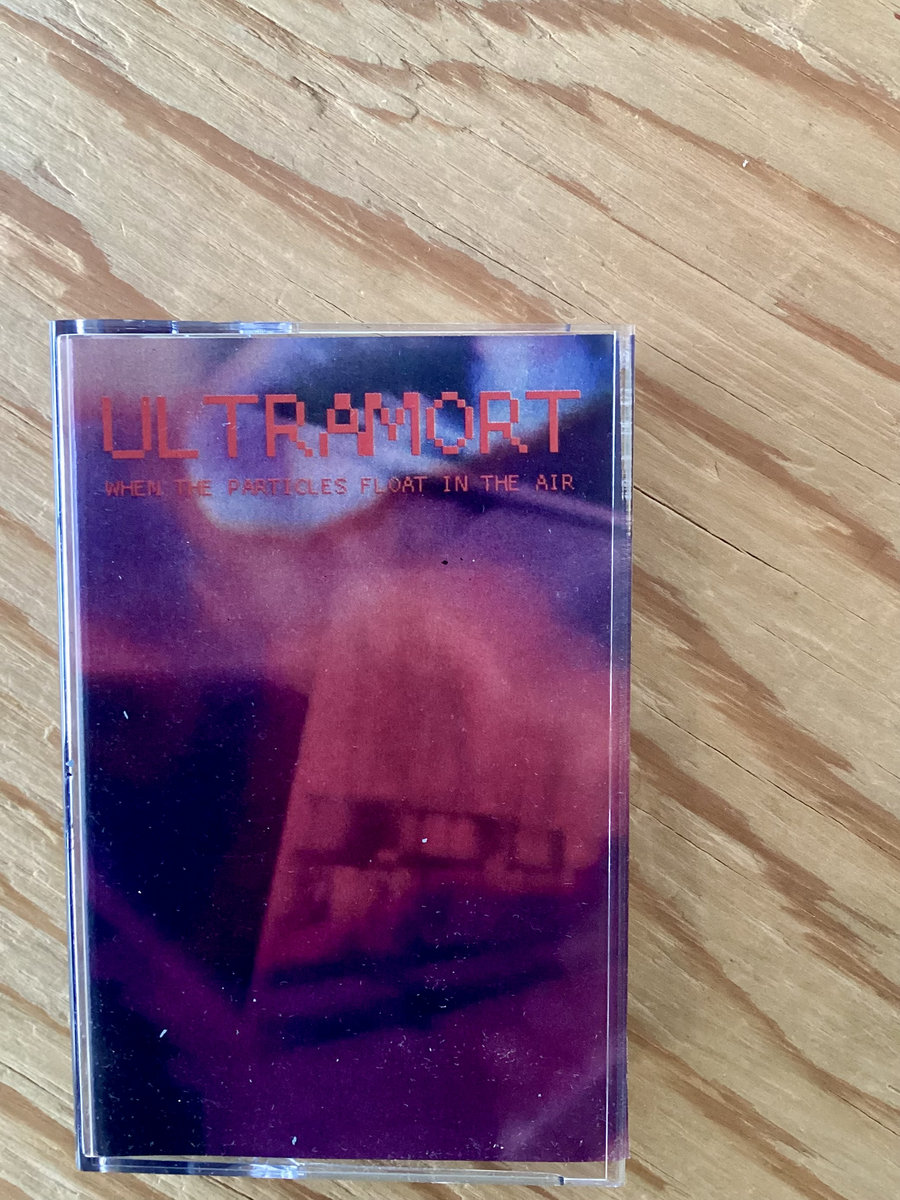 ULTRAMORT
WHEN THE PARTICLES FLOAT IN THE AIR